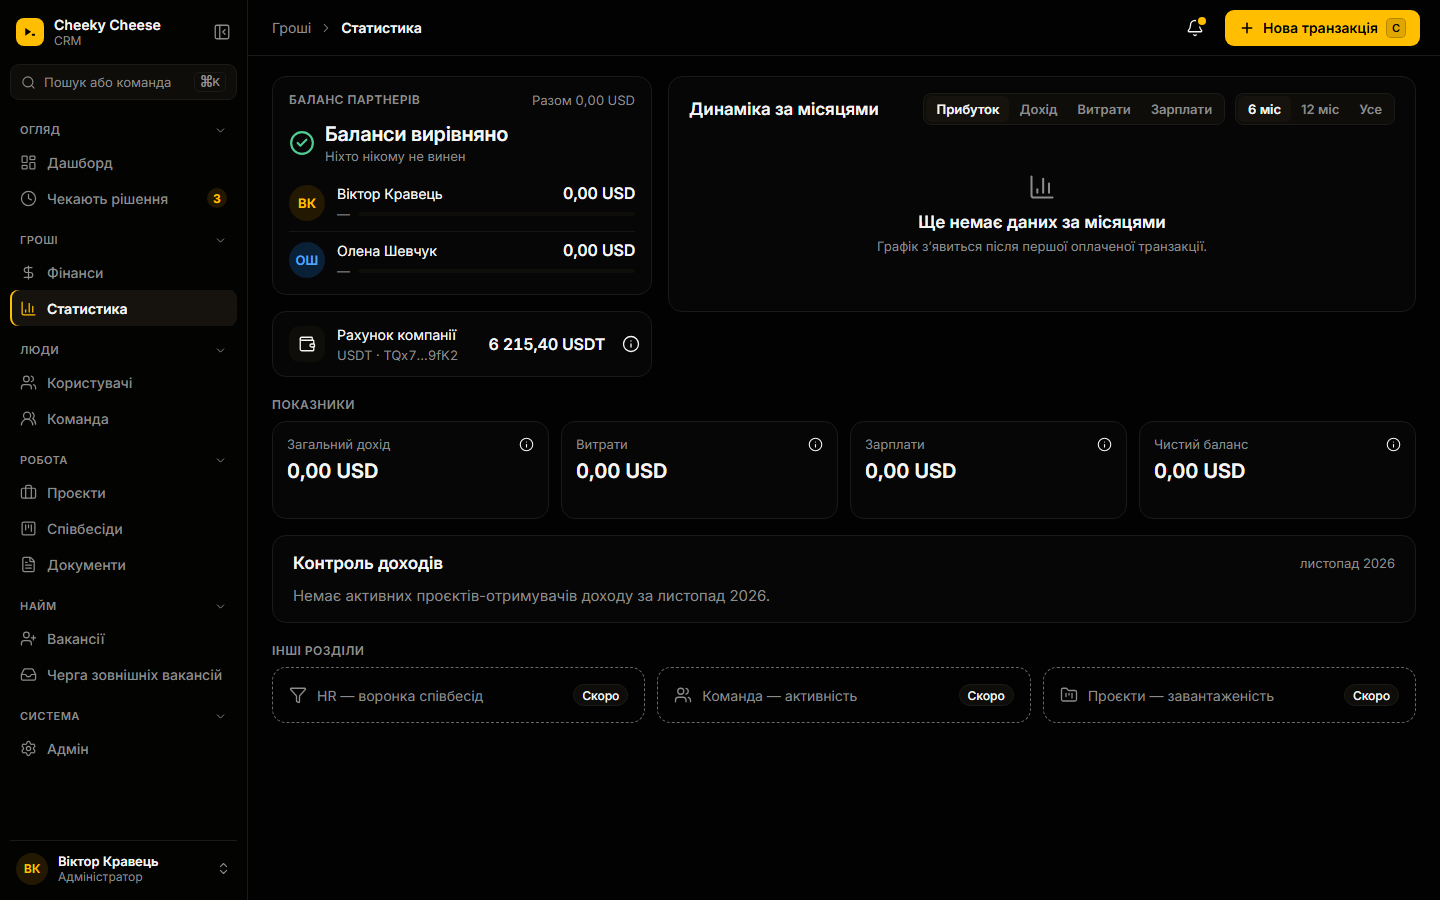 Cheeky Cheese
CRM
Пошук або команда
⌘K
ОГЛЯД
Дашборд
Чекають рішення
3
ГРОШІ
Фінанси
Статистика
ЛЮДИ
Користувачі
Команда
РОБОТА
Проєкти
Співбесіди
Документи
НАЙМ
Вакансії
Черга зовнішніх вакансій
СИСТЕМА
Адмін
ВК
Віктор Кравець
Адміністратор
Гроші
Статистика
Нова транзакція
C
БАЛАНС ПАРТНЕРІВ
Разом 0,00 USD
Баланси вирівняно
Ніхто нікому не винен
ВК
Віктор Кравець
0,00 USD
—
ОШ
Олена Шевчук
0,00 USD
—
Рахунок компанії
USDT · TQx7…9fK2
6 215,40 USDT
Динаміка за місяцями
Прибуток
Дохід
Витрати
Зарплати
6 міс
12 міс
Усе
Ще немає даних за місяцями
Графік з’явиться після першої оплаченої транзакції.
ПОКАЗНИКИ
Загальний дохід
0,00 USD
Витрати
0,00 USD
Зарплати
0,00 USD
Чистий баланс
0,00 USD
Контроль доходів
листопад 2026
Немає активних проєктів-отримувачів доходу за листопад 2026.
ІНШІ РОЗДІЛИ
HR — воронка співбесід
Скоро
Команда — активність
Скоро
Проєкти — завантаженість
Скоро